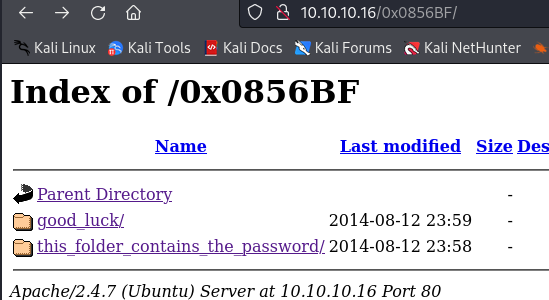 10.10.10.16/0x0856BF/
Kali Linux Kali Tools Kali Docs Kali Forums Kali NetHunter
Index of /0x0856BF
Name Last modified Size Des
Parent Directory -
good_luck/ 2014-08-12 23:59 -
this_folder_contains_the_password/ 2014-08-12 23:58 -
Apache/2.4.7 (Ubuntu) Server at 10.10.10.16 Port 80